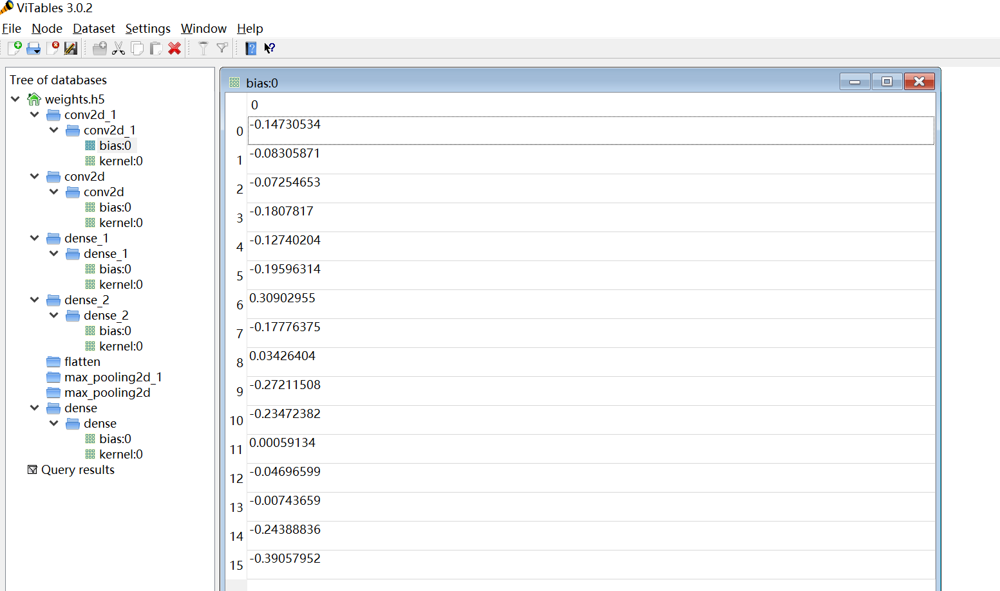 ViTables 3.0.2
File Node Dataset Settings Window Help
Tree of databases
weights.h5
conv2d_1
conv2d_1
bias:0
kernel:0
conv2d
conv2d
bias:0
kernel:0
dense_1
dense_1
bias:0
kernel:0
dense_2
dense_2
bias:0
kernel:0
flatten
max_pooling2d_1
max_pooling2d
dense
dense
bias:0
kernel:0
Query results
bias:0
0
0 -0.14730534
1 -0.08305871
2 -0.07254653
3 -0.1807817
4 -0.12740204
5 -0.19596314
6 0.30902955
7 -0.17776375
8 0.03426404
9 -0.27211508
10 -0.23472382
11 0.00059134
12 -0.04696599
13 -0.00743659
14 -0.24388836
15 -0.39057952